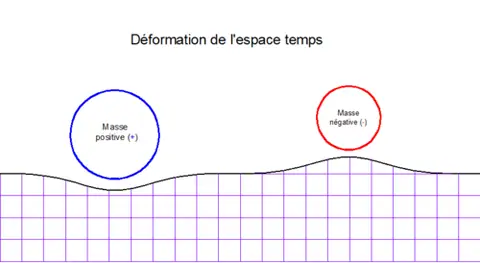 Déformation de l'espace temps
Masse
positive (+)
Masse
négative (-)